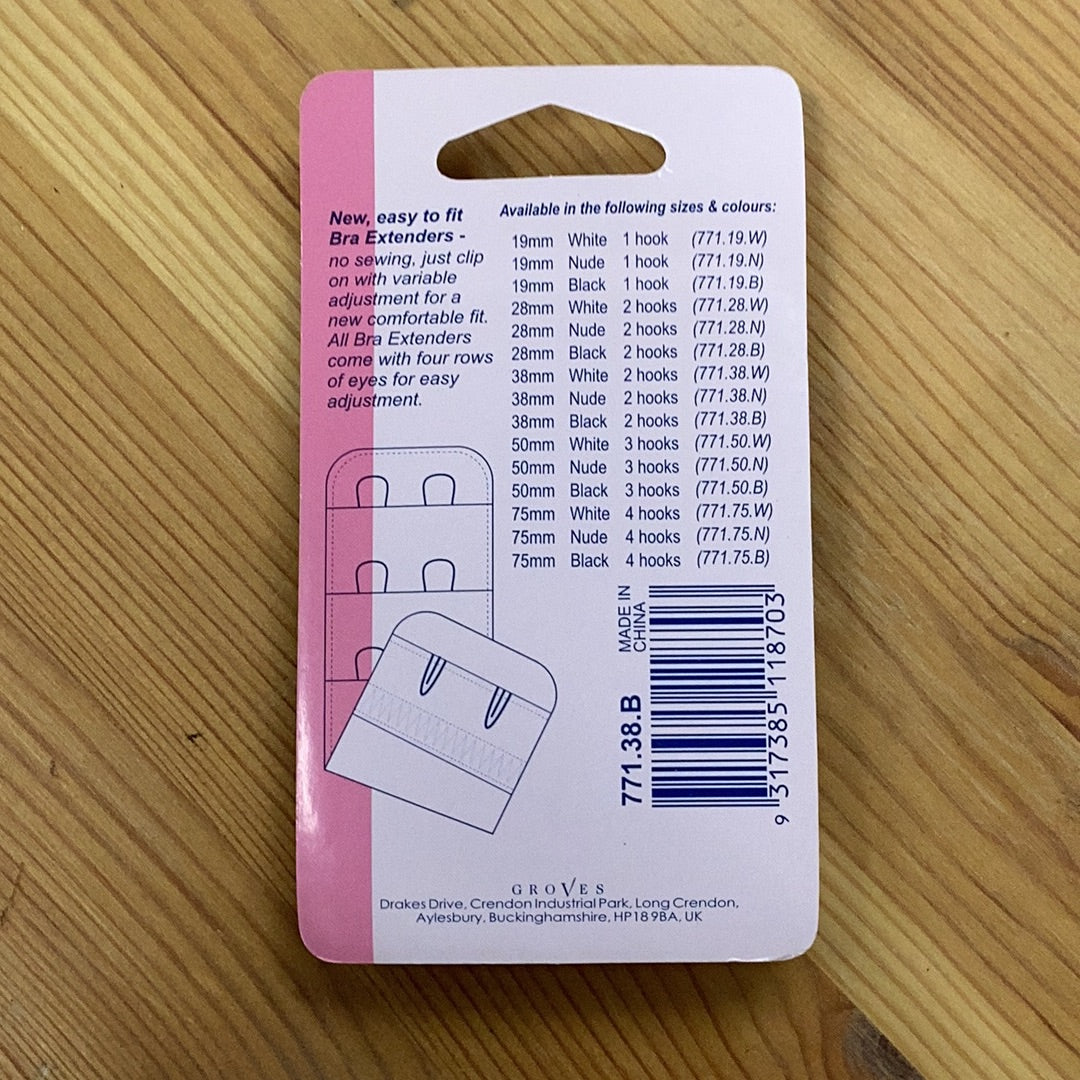 New, easy to fit
Bra Extenders -
no sewing, just clip
on with variable
adjustment for a
new comfortable fit.
All Bra Extenders
come with four rows
of eyes for easy
adjustment.
Available in the following sizes & colours:
19mm White 1 hook (771.19.W)
19mm Nude 1 hook (771.19.N)
19mm Black 1 hook (771.19.B)
28mm White 2 hooks (771.28.W)
28mm Nude 2 hooks (771.28.N)
28mm Black 2 hooks (771.28.B)
38mm White 2 hooks (771.38.W)
38mm Nude 2 hooks (771.38.N)
38mm Black 2 hooks (771.38.B)
50mm White 3 hooks (771.50.W)
50mm Nude 3 hooks (771.50.N)
50mm Black 3 hooks (771.50.B)
75mm White 4 hooks (771.75.W)
75mm Nude 4 hooks (771.75.N)
75mm Black 4 hooks (771.75.B)
MADE IN
CHINA
771.38.B
9 317385 118703
GROVES
Drakes Drive, Crendon Industrial Park, Long Crendon,
Aylesbury, Buckinghamshire, HP18 9BA, UK